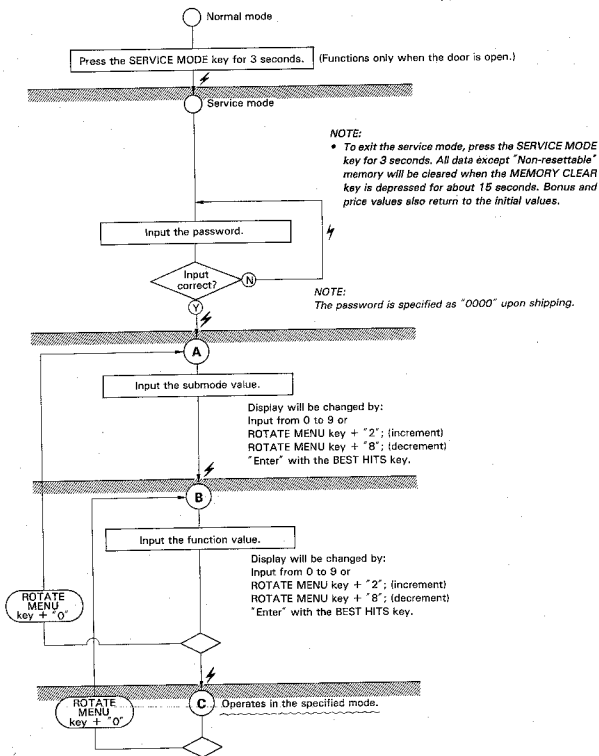 Normal mode
Press the SERVICE MODE key for 3 seconds. (Functions only when the door is open.)
Service mode
NOTE:
• To exit the service mode, press the SERVICE MODE
key for 3 seconds. All data except "Non-resettable"
memory will be cleared when the MEMORY CLEAR
key is depressed for about 15 seconds. Bonus and
price values also return to the initial values.
Input the password.
Input
correct?
N
Y
NOTE:
The password is specified as "0000" upon shipping.
A
Input the submode value.
Display will be changed by:
Input from 0 to 9 or
ROTATE MENU key + "2"; (increment)
ROTATE MENU key + "8"; (decrement)
"Enter" with the BEST HITS key.
B
Input the function value.
Display will be changed by:
Input from 0 to 9 or
ROTATE MENU key + "2"; (increment)
ROTATE MENU key + "8"; (decrement)
"Enter" with the BEST HITS key.
ROTATE
MENU
key + "0"
C Operates in the specified mode.
ROTATE
MENU
key + "0"